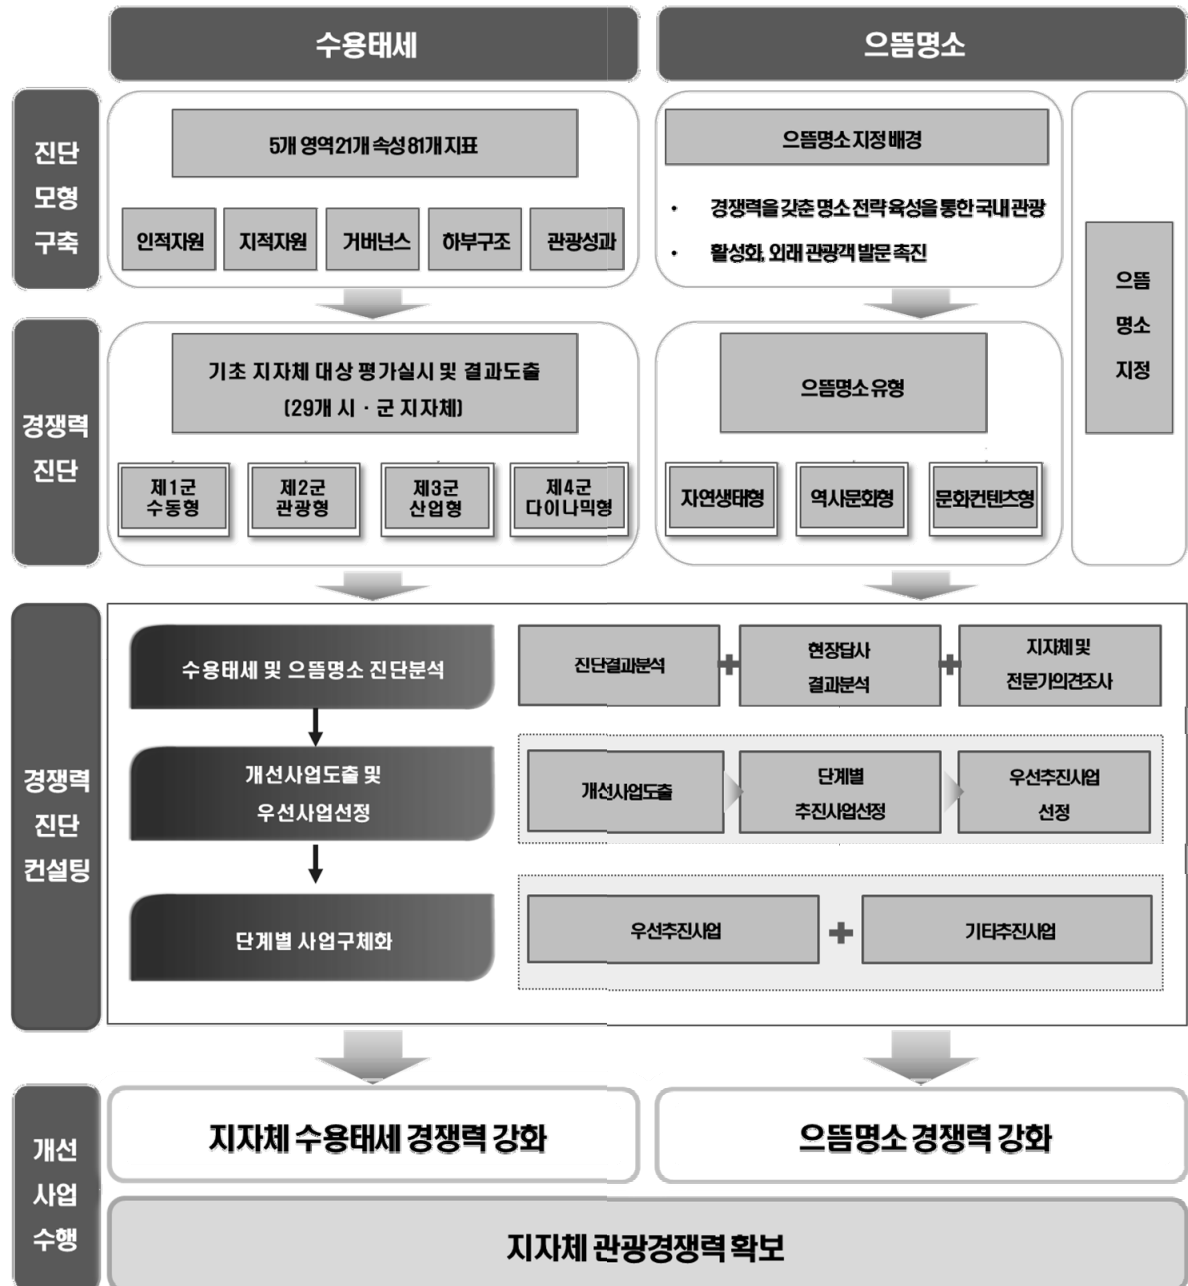 수용태세
으뜸명소
진단
모형
구축
5개 영역 21개 속성 81개 지표
인적자원
지적자원
거버넌스
하부구조
관광성과
으뜸명소 지정 배경
• 경쟁력을 갖춘 명소 전략 육성을 통한 국내 관광
• 활성화, 외래 관광객 발문 촉진
으뜸
명소
지정
경쟁력
진단
기초 지자체 대상 평가실시 및 결과도출
(29개 시 · 군 지자체)
제1군
수동형
제2군
관광형
제3군
산업형
제4군
다이나믹형
으뜸명소 유형
자연생태형
역사문화형
문화컨텐츠형
경쟁력
진단
컨설팅
수용태세 및 으뜸명소 진단분석
진단결과분석
현장답사
결과분석
지자체 및
전문가의견조사
개선사업도출 및
우선사업선정
개선사업도출
단계별
추진사업선정
우선추진사업
선정
단계별 사업구체화
우선추진사업
기타추진사업
개선
사업
수행
지자체 수용태세 경쟁력 강화
으뜸명소 경쟁력 강화
지자체 관광경쟁력 확보